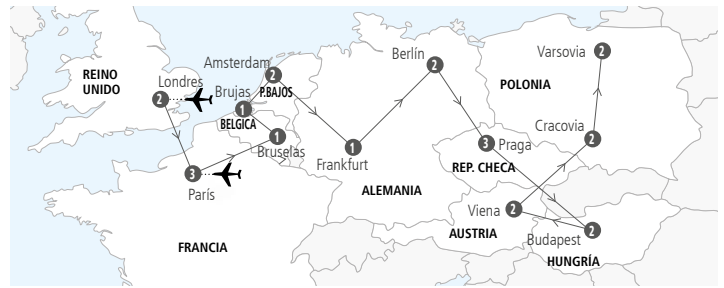 REINO
UNIDO
Londres
2
Amsterdam
2
P.BAJOS
Brujas
1
BELGICA
1
Bruselas
3
París
FRANCIA
1
Frankfurt
ALEMANIA
Berlín
2
Varsovia
2
POLONIA
Cracovia
2
3
Praga
REP. CHECA
Viena
2
AUSTRIA
Budapest
2
HUNGRÍA